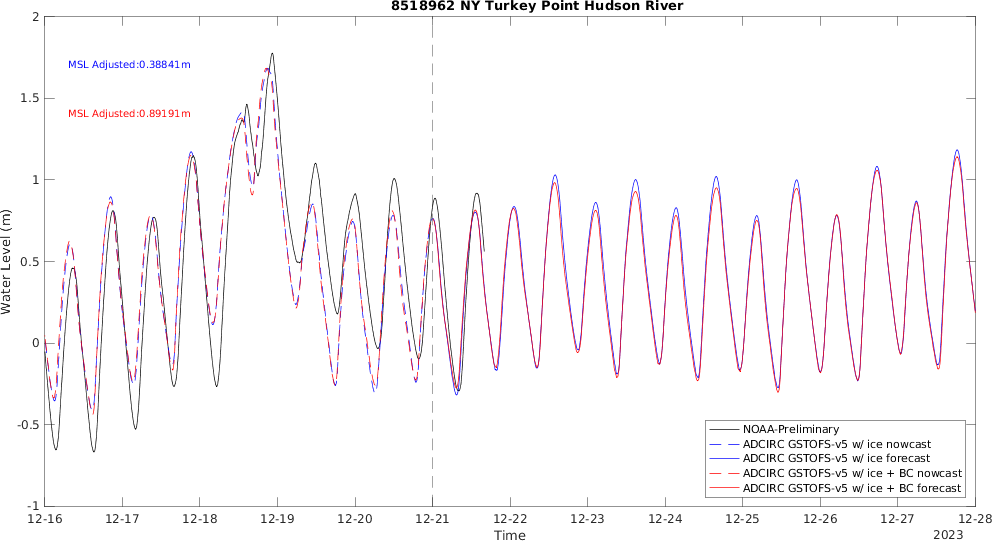 8518962 NY Turkey Point Hudson River
MSL Adjusted:0.38841m
MSL Adjusted:0.89191m
Water Level (m)
2
1.5
1
0.5
0
-0.5
-1
NOAA-Preliminary
ADCIRC GSTOFS-v5 w/ ice nowcast
ADCIRC GSTOFS-v5 w/ ice forecast
ADCIRC GSTOFS-v5 w/ ice + BC nowcast
ADCIRC GSTOFS-v5 w/ ice + BC forecast
12-16 12-17 12-18 12-19 12-20 12-21 12-22 12-23 12-24 12-25 12-26 12-27 12-28
Time
2023